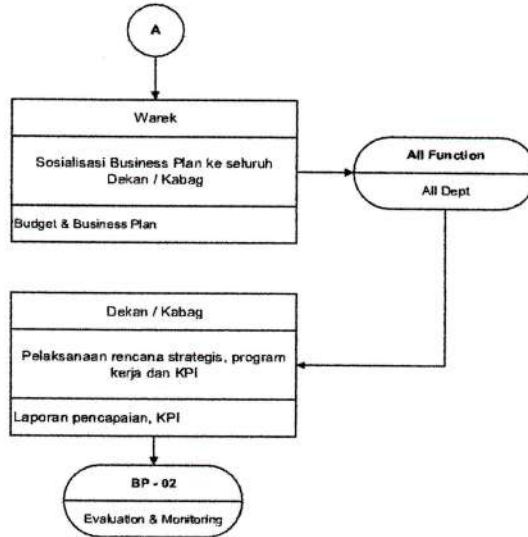 A
Warek
Sosialisasi Business Plan ke seluruh
Dekan / Kabag
Budget & Business Plan
All Function
All Dept
Dekan / Kabag
Pelaksanaan rencana strategis, program
kerja dan KPI
Laporan pencapaian, KPI
BP - 02
Evaluation & Monitoring